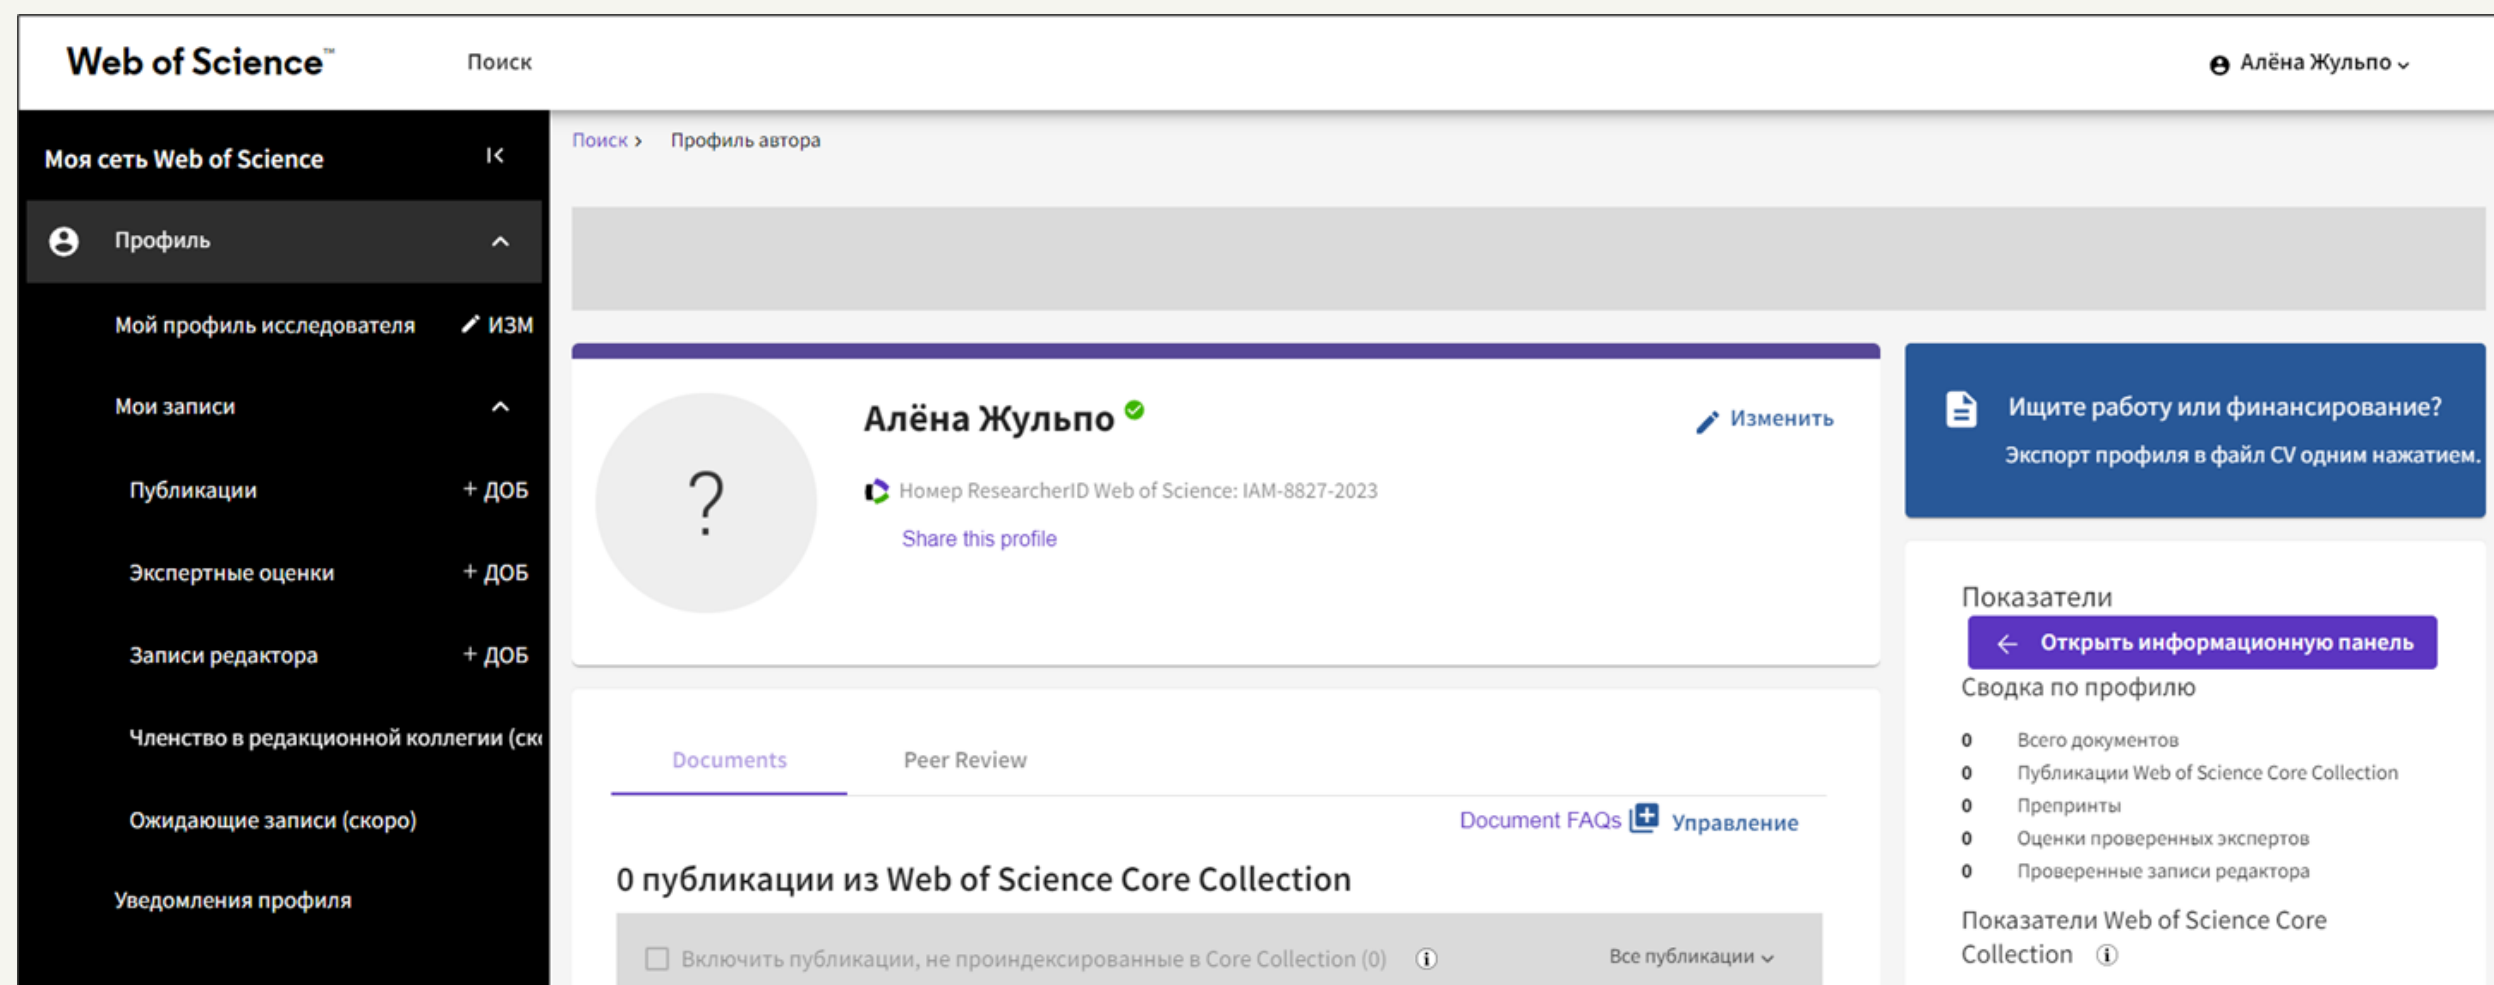 Web of Science™
Поиск
Алёна Жульпо
Моя сеть Web of Science
Профиль
Мой профиль исследователя ИЗМ
Мои записи
Публикации + ДОБ
Экспертные оценки + ДОБ
Записи редактора + ДОБ
Членство в редакционной коллегии (ск
Ожидающие записи (скоро)
Уведомления профиля
Поиск › Профиль автора
?
Алёна Жульпо
Изменить
Номер ResearcherID Web of Science: IAM-8827-2023
Share this profile
Documents Peer Review
Document FAQs Управление
0 публикации из Web of Science Core Collection
Включить публикации, не проиндексированные в Core Collection (0)
Все публикации
Ищите работу или финансирование?
Экспорт профиля в файл CV одним нажатием.
Показатели
← Открыть информационную панель
Сводка по профилю
0 Всего документов
0 Публикации Web of Science Core Collection
0 Препринты
0 Оценки проверенных экспертов
0 Проверенные записи редактора
Показатели Web of Science Core
Collection